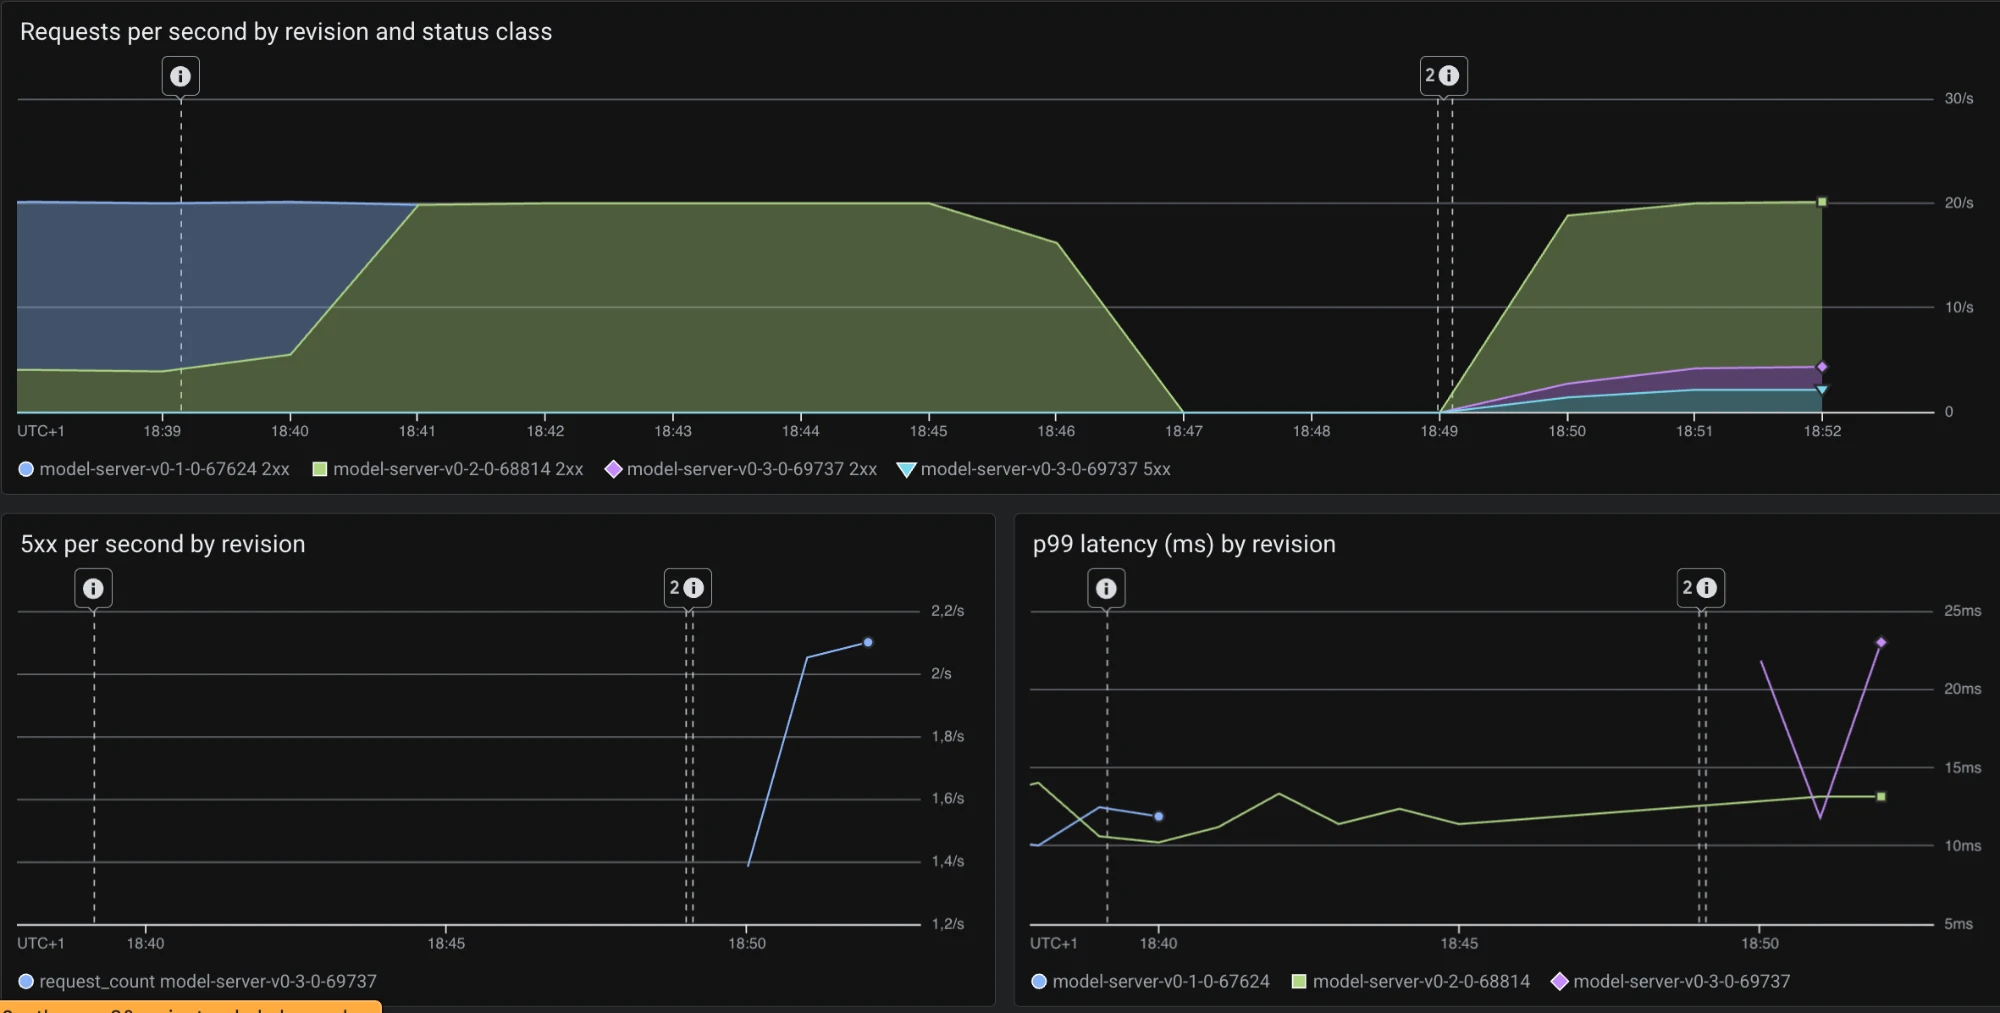 Requests per second by revision and status class
2
30/s
20/s
10/s
0
UTC+1 18:39 18:40 18:41 18:42 18:43 18:44 18:45 18:46 18:47 18:48 18:49 18:50 18:51 18:52
model-server-v0-1-0-67624 2xx model-server-v0-2-0-68814 2xx model-server-v0-3-0-69737 2xx model-server-v0-3-0-69737 5xx
5xx per second by revision
2
2,2/s
2/s
1,8/s
1,6/s
1,4/s
1,2/s
UTC+1 18:40 18:45 18:50
request_count model-server-v0-3-0-69737
p99 latency (ms) by revision
2
25ms
20ms
15ms
10ms
5ms
UTC+1 18:40 18:45 18:50
model-server-v0-1-0-67624 model-server-v0-2-0-68814 model-server-v0-3-0-69737